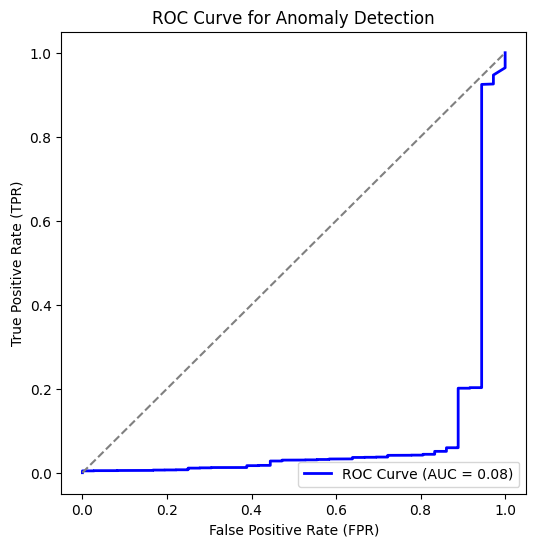 ROC Curve for Anomaly Detection
True Positive Rate (TPR)
1.0
0.8
0.6
0.4
0.2
0.0
ROC Curve (AUC = 0.08)
0.0 0.2 0.4 0.6 0.8 1.0
False Positive Rate (FPR)